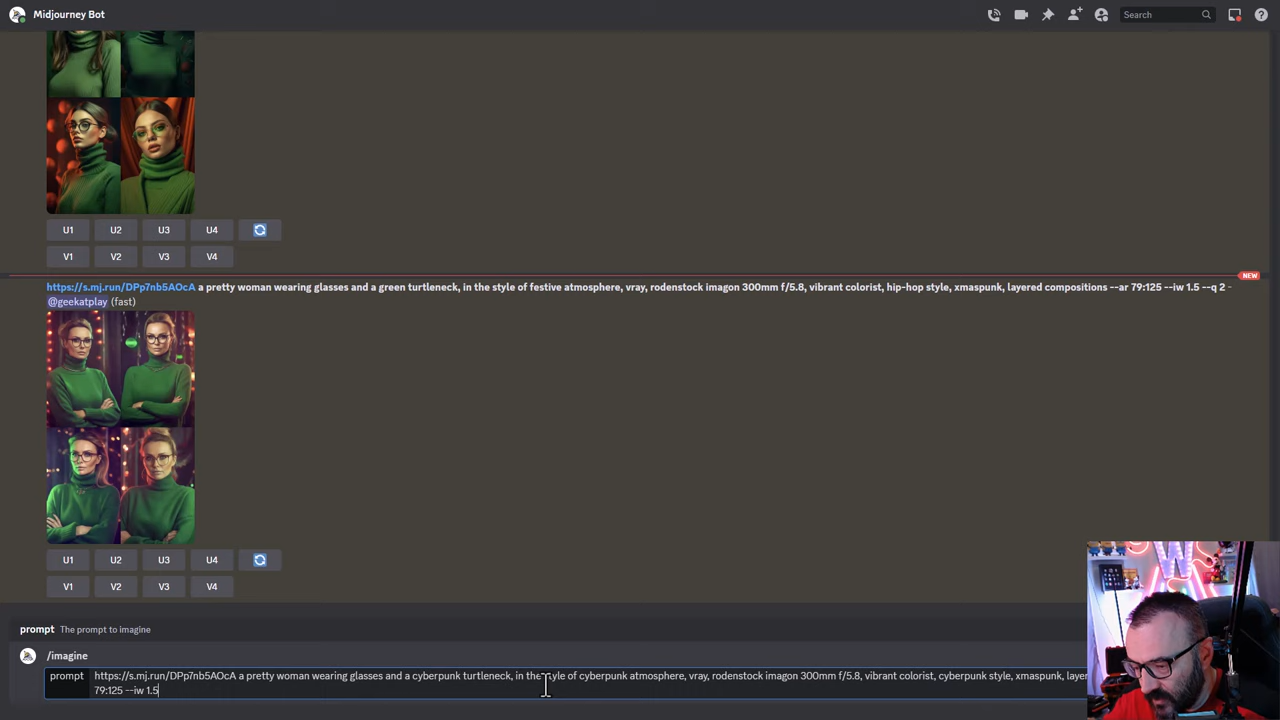 Midjourney Bot
Search
U1 U2 U3 U4
V1 V2 V3 V4
NEW
https://s.mj.run/DPp7nb5AOcA a pretty woman wearing glasses and a green turtleneck, in the style of festive atmosphere, vray, rodenstock imagon 300mm f/5.8, vibrant colorist, hip-hop style, xmaspunk, layered compositions --ar 79:125 --iw 1.5 --q 2 -
@geekatplay (fast)
U1 U2 U3 U4
V1 V2 V3 V4
prompt The prompt to imagine
/imagine
prompt https://s.mj.run/DPp7nb5AOcA a pretty woman wearing glasses and a cyberpunk turtleneck, in the style of cyberpunk atmosphere, vray, rodenstock imagon 300mm f/5.8, vibrant colorist, cyberpunk style, xmaspunk, layer
79:125 --iw 1.5